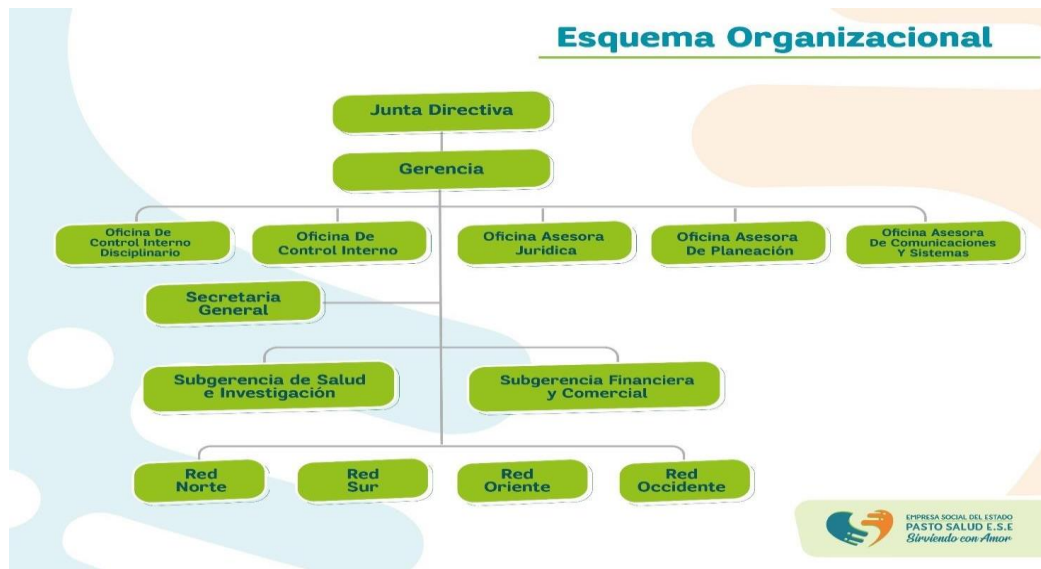 Esquema Organizacional
Junta Directiva
Gerencia
Oficina De
Control Interno
Disciplinario
Oficina De
Control Interno
Oficina Asesora
Juridica
Oficina Asesora
De Planeación
Oficina Asesora
De Comunicaciones
Y Sistemas
Secretaria
General
Subgerencia de Salud
e Investigación
Subgerencia Financiera
y Comercial
Red
Norte
Red
Sur
Red
Oriente
Red
Occidente
EMPRESA SOCIAL DEL ESTADO
PASTO SALUD E.S.E
Sirviendo con Amor